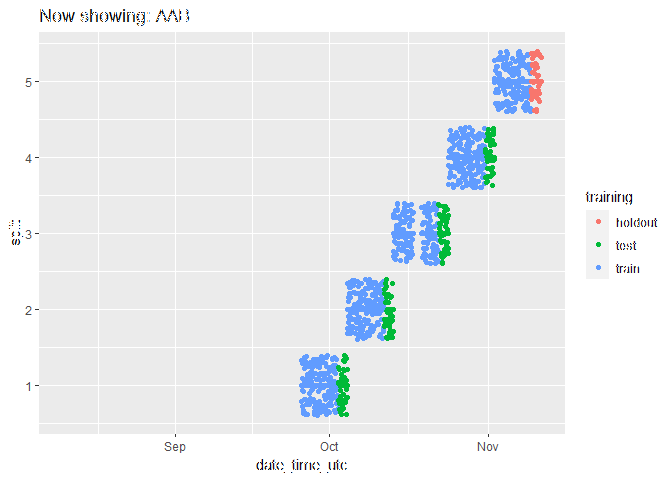 Now showing: AAB
5
4
3
2
1
split
Sep
Oct
Nov
date_time_utc
training
holdout
test
train